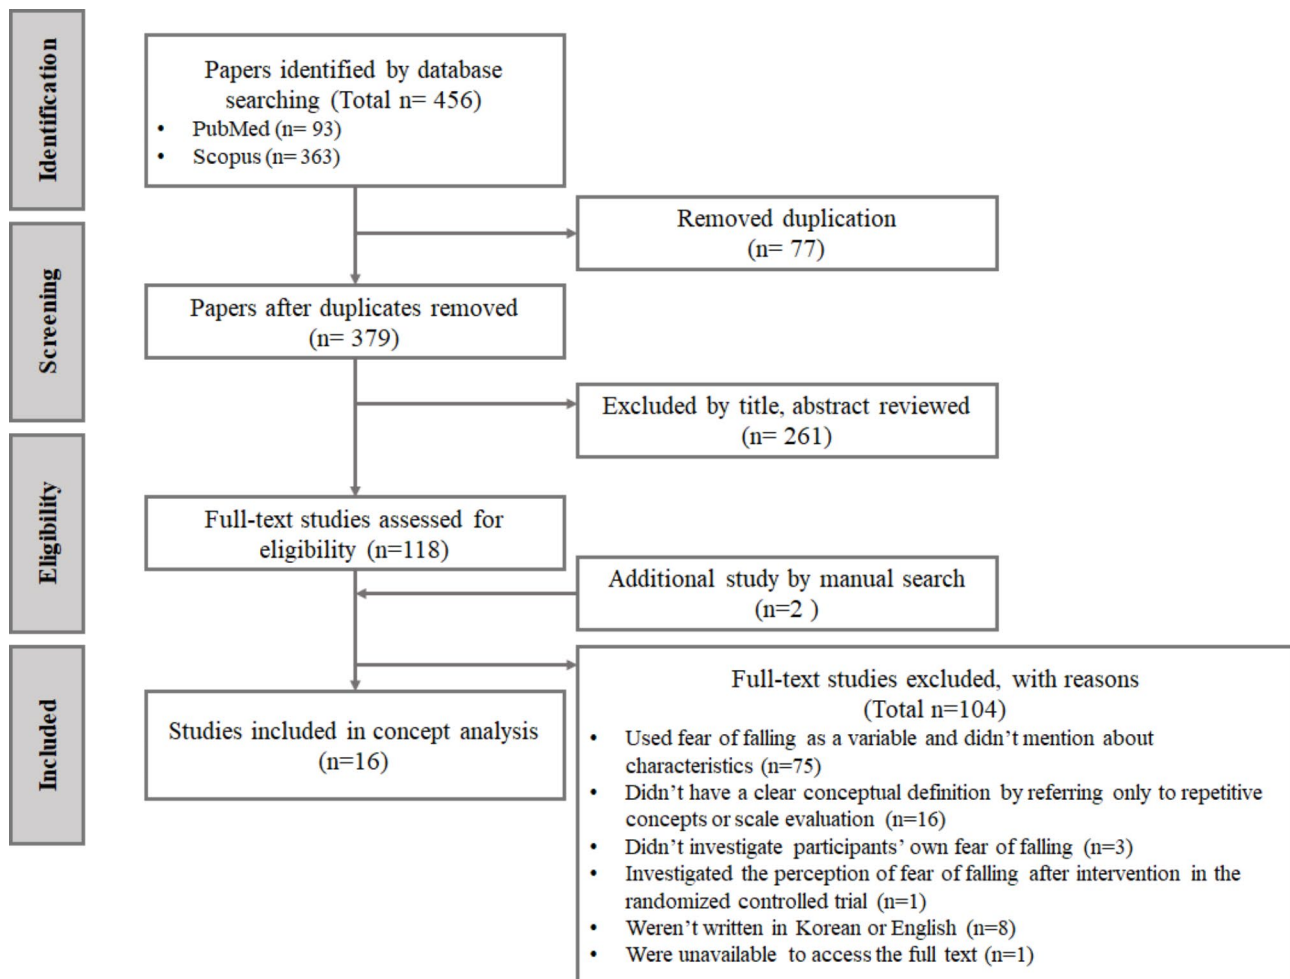 Identification
Papers identified by database
searching (Total n= 456)
• PubMed (n= 93)
• Scopus (n= 363)
Removed duplication
(n= 77)
Screening
Papers after duplicates removed
(n= 379)
Excluded by title, abstract reviewed
(n= 261)
Eligibility
Full-text studies assessed for
eligibility (n=118)
Additional study by manual search
(n=2 )
Included
Studies included in concept analysis
(n=16)
Full-text studies excluded, with reasons
(Total n=104)
• Used fear of falling as a variable and didn’t mention about
characteristics (n=75)
• Didn’t have a clear conceptual definition by referring only to repetitive
concepts or scale evaluation (n=16)
• Didn’t investigate participants’ own fear of falling (n=3)
• Investigated the perception of fear of falling after intervention in the
randomized controlled trial (n=1)
• Weren’t written in Korean or English (n=8)
• Were unavailable to access the full text (n=1)